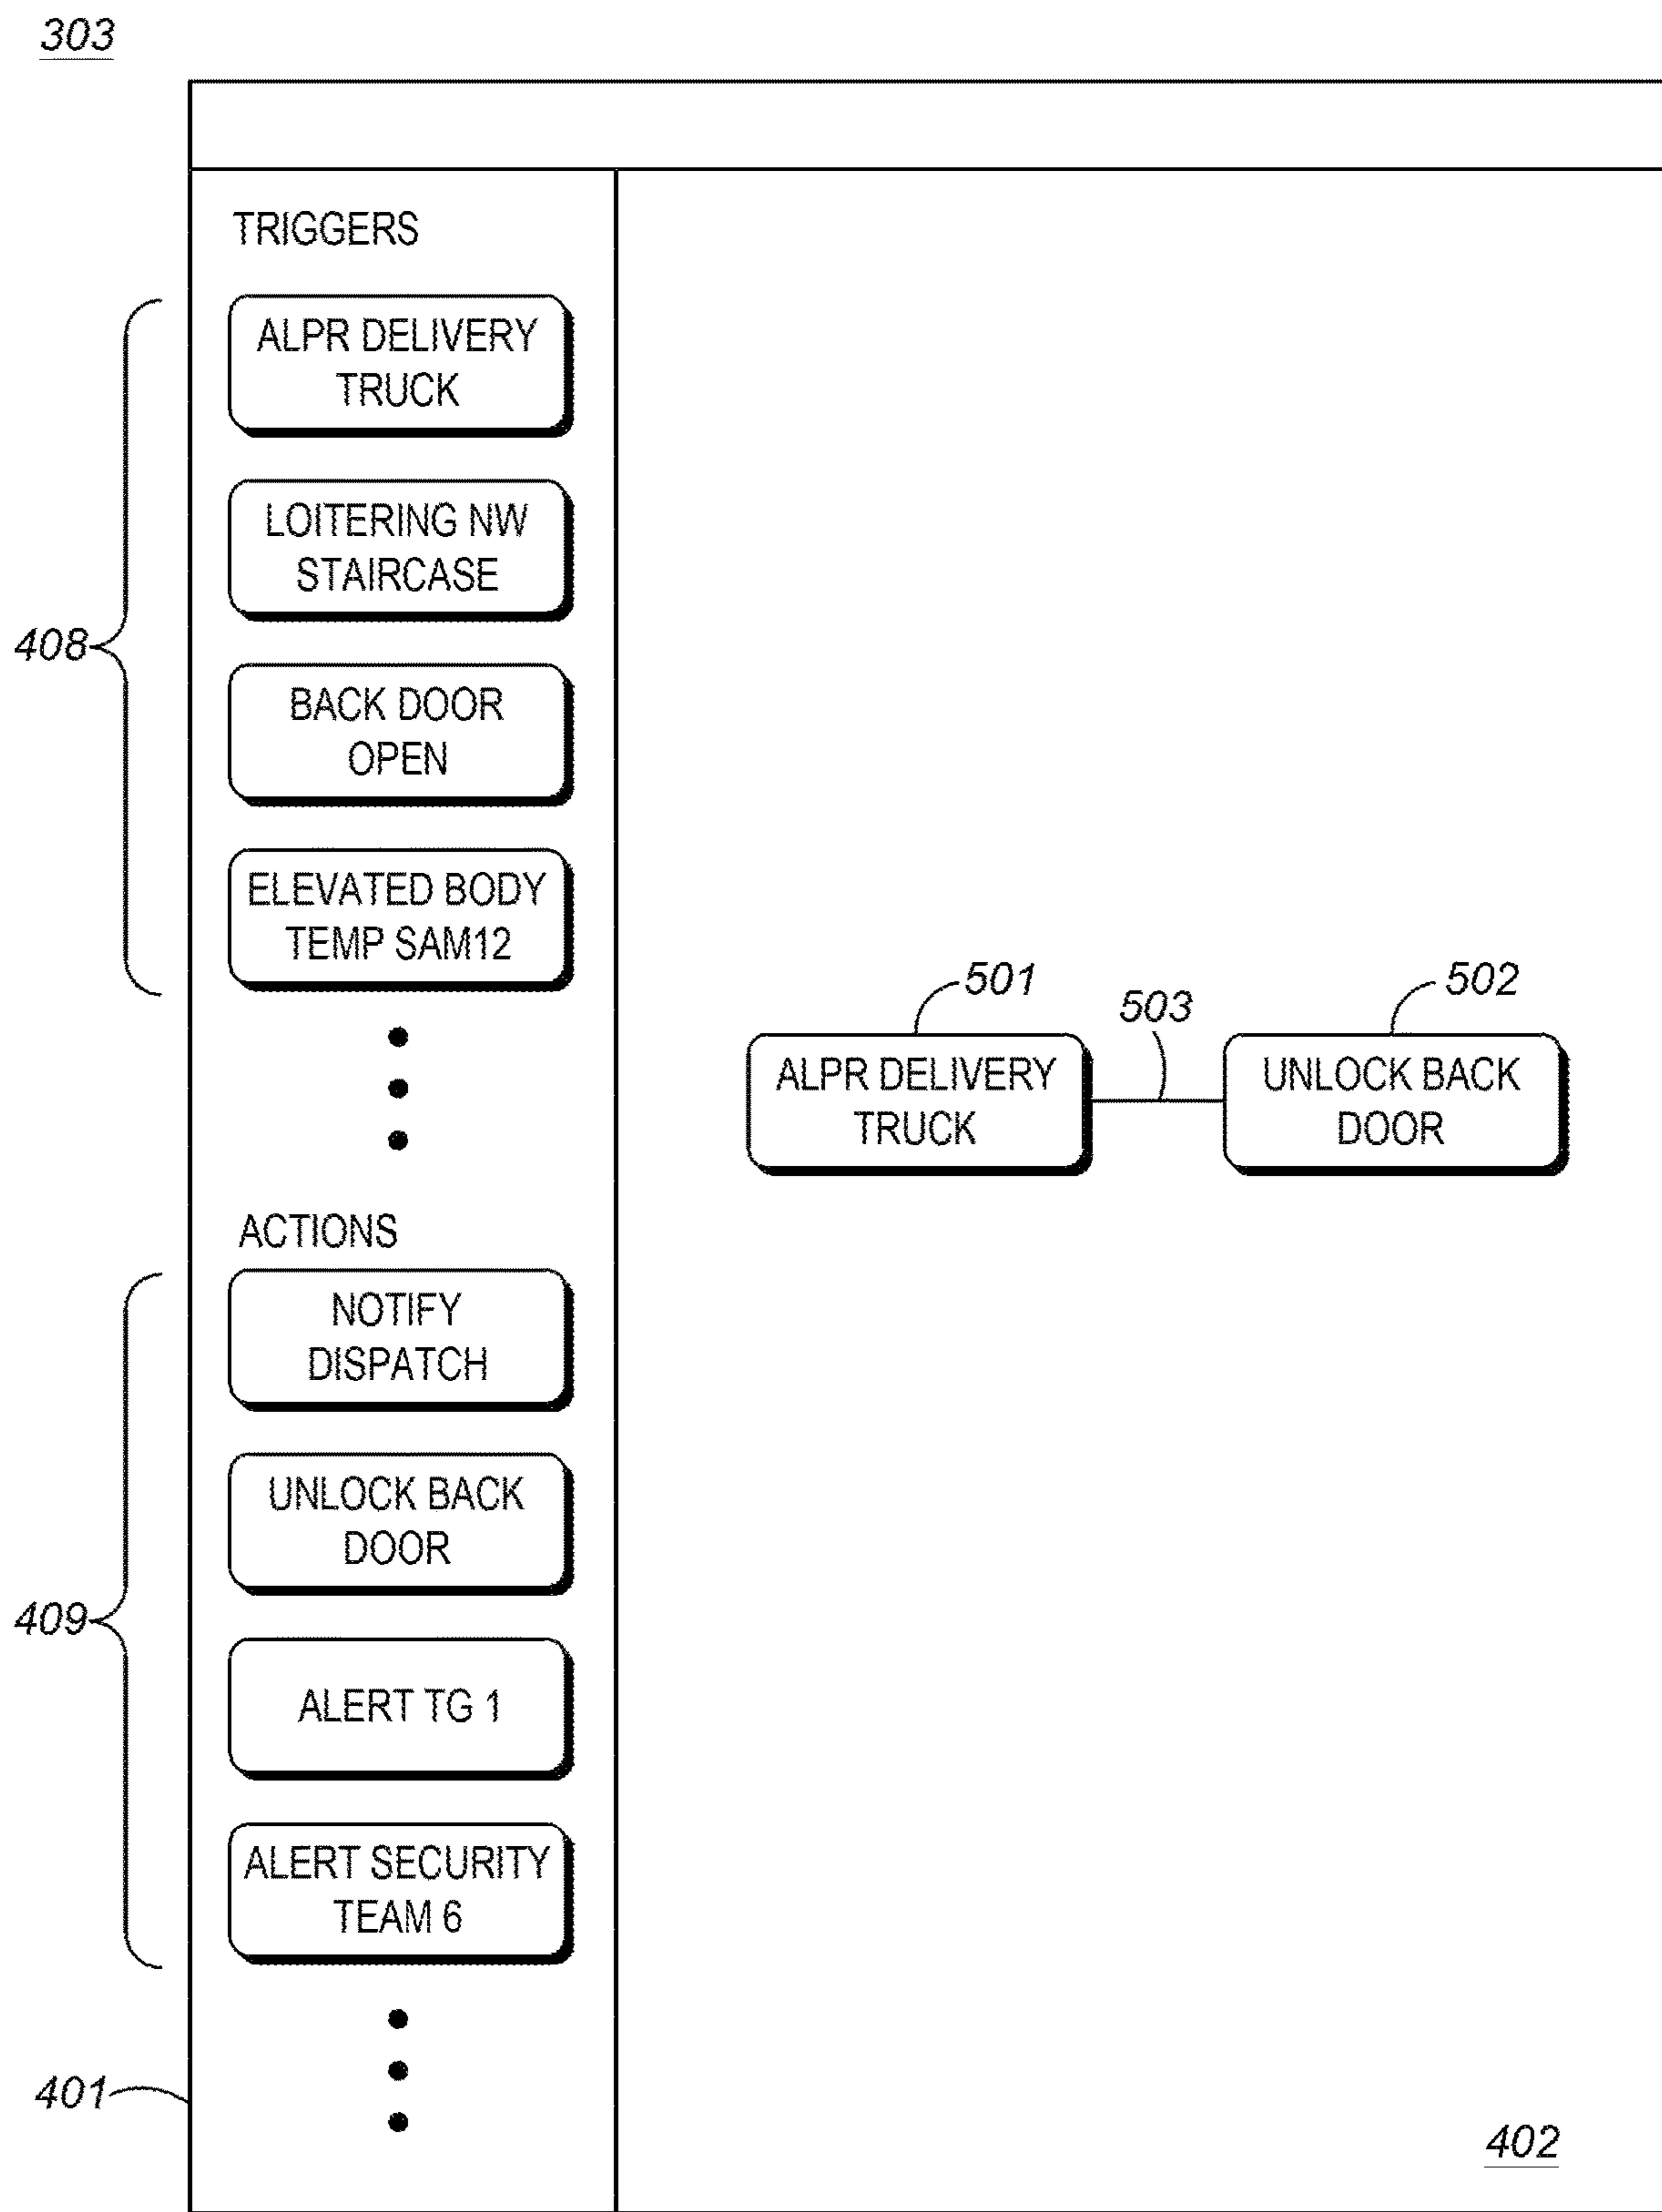 303
TRIGGERS
ALPR DELIVERY
TRUCK
LOITERING NW
STAIRCASE
408
BACK DOOR
OPEN
ELEVATED BODY
TEMP SAM12
501
503
502
ALPR DELIVERY
TRUCK
UNLOCK BACK
DOOR
ACTIONS
NOTIFY
DISPATCH
UNLOCK BACK
DOOR
409
ALERT TG 1
ALERT SECURITY
TEAM 6
401
402